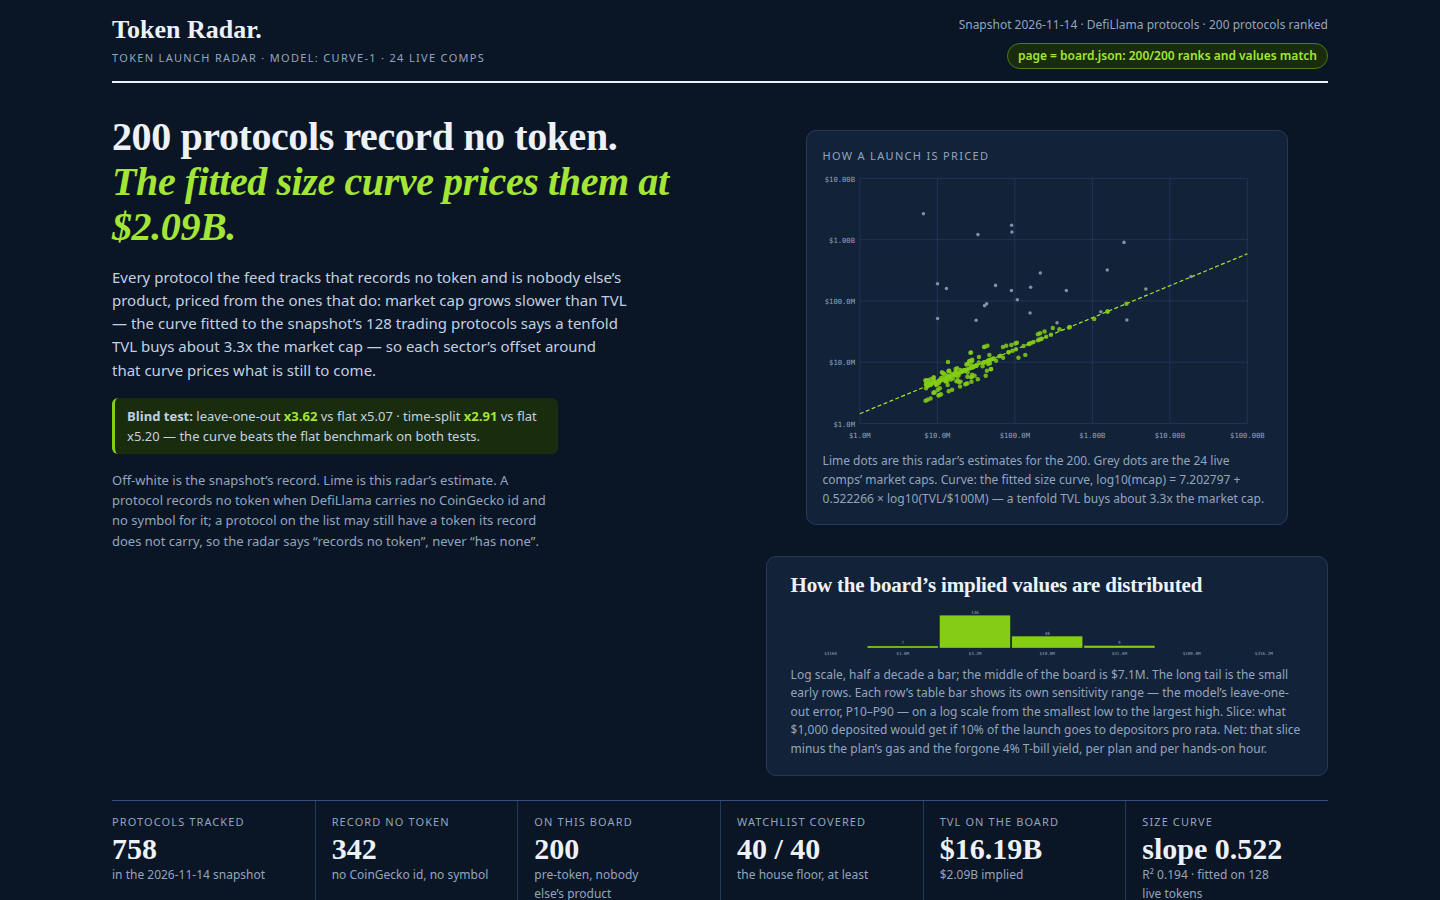 Token Radar.
TOKEN LAUNCH RADAR · MODEL: CURVE-1 · 24 LIVE COMPS
Snapshot 2026-11-14 · DefiLlama protocols · 200 protocols ranked
page = board.json: 200/200 ranks and values match
200 protocols record no token.
The fitted size curve prices them at
$2.09B.
Every protocol the feed tracks that records no token and is nobody else’s
product, priced from the ones that do: market cap grows slower than TVL
— the curve fitted to the snapshot’s 128 trading protocols says a tenfold
TVL buys about 3.3x the market cap — so each sector’s offset around
that curve prices what is still to come.
Blind test: leave-one-out x3.62 vs flat x5.07 · time-split x2.91 vs flat
x5.20 — the curve beats the flat benchmark on both tests.
Off-white is the snapshot’s record. Lime is this radar’s estimate. A
protocol records no token when DefiLlama carries no CoinGecko id and
no symbol for it; a protocol on the list may still have a token its record
does not carry, so the radar says “records no token”, never “has none”.
HOW A LAUNCH IS PRICED
$10.00B
$1.00B
$100.0M
$10.0M
$1.0M
$1.0M $10.0M $100.0M $1.00B $10.00B $100.00B
Lime dots are this radar’s estimates for the 200. Grey dots are the 24 live
comps’ market caps. Curve: the fitted size curve, log10(mcap) = 7.202797 +
0.522266 × log10(TVL/$100M) — a tenfold TVL buys about 3.3x the market cap.
How the board’s implied values are distributed
$1.0M $3.2M $10.0M $31.6M $100.0M $316.2M
Log scale, half a decade a bar; the middle of the board is $7.1M. The long tail is the small
early rows. Each row’s table bar shows its own sensitivity range — the model’s leave-one-
out error, P10–P90 — on a log scale from the smallest low to the largest high. Slice: what
$1,000 deposited would get if 10% of the launch goes to depositors pro rata. Net: that slice
minus the plan’s gas and the forgone 4% T-bill yield, per plan and per hands-on hour.
PROTOCOLS TRACKED
758
in the 2026-11-14 snapshot
RECORD NO TOKEN
342
no CoinGecko id, no symbol
ON THIS BOARD
200
pre-token, nobody
else’s product
WATCHLIST COVERED
40 / 40
the house floor, at least
TVL ON THE BOARD
$16.19B
$2.09B implied
SIZE CURVE
slope 0.522
R² 0.194 · fitted on 128
live tokens